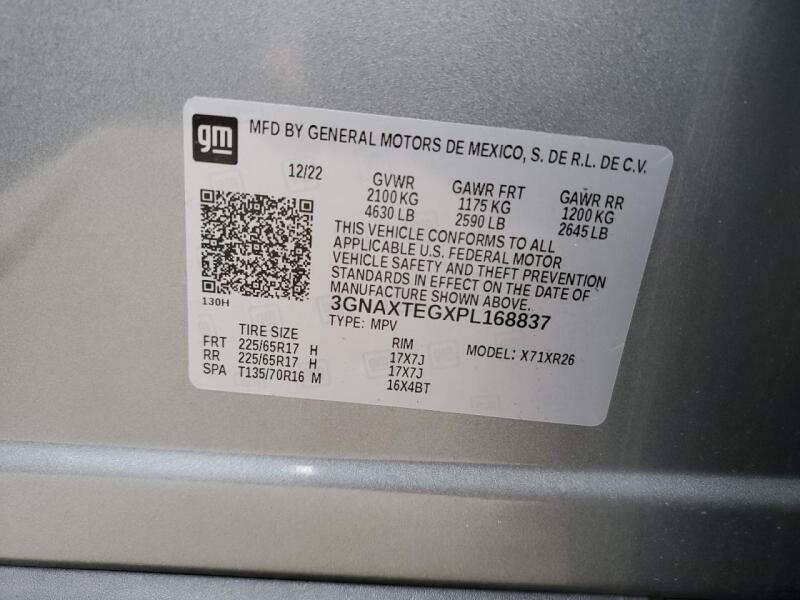 gm MFD BY GENERAL MOTORS DE MEXICO, S. DE R.L. DE C.V.
12/22 GVWR GAWR FRT GAWR RR
2100 KG 1175 KG 1200 KG
4630 LB 2590 LB 2645 LB
THIS VEHICLE CONFORMS TO ALL
APPLICABLE U.S. FEDERAL MOTOR
VEHICLE SAFETY AND THEFT PREVENTION
STANDARDS IN EFFECT ON THE DATE OF
MANUFACTURE SHOWN ABOVE.
130H 3GNAXTEGXPL168837
TYPE: MPV
TIRE SIZE RIM MODEL: X71XR26
FRT 225/65R17 H 17X7J
RR 225/65R17 H 17X7J
SPA T135/70R16 M 16X4BT